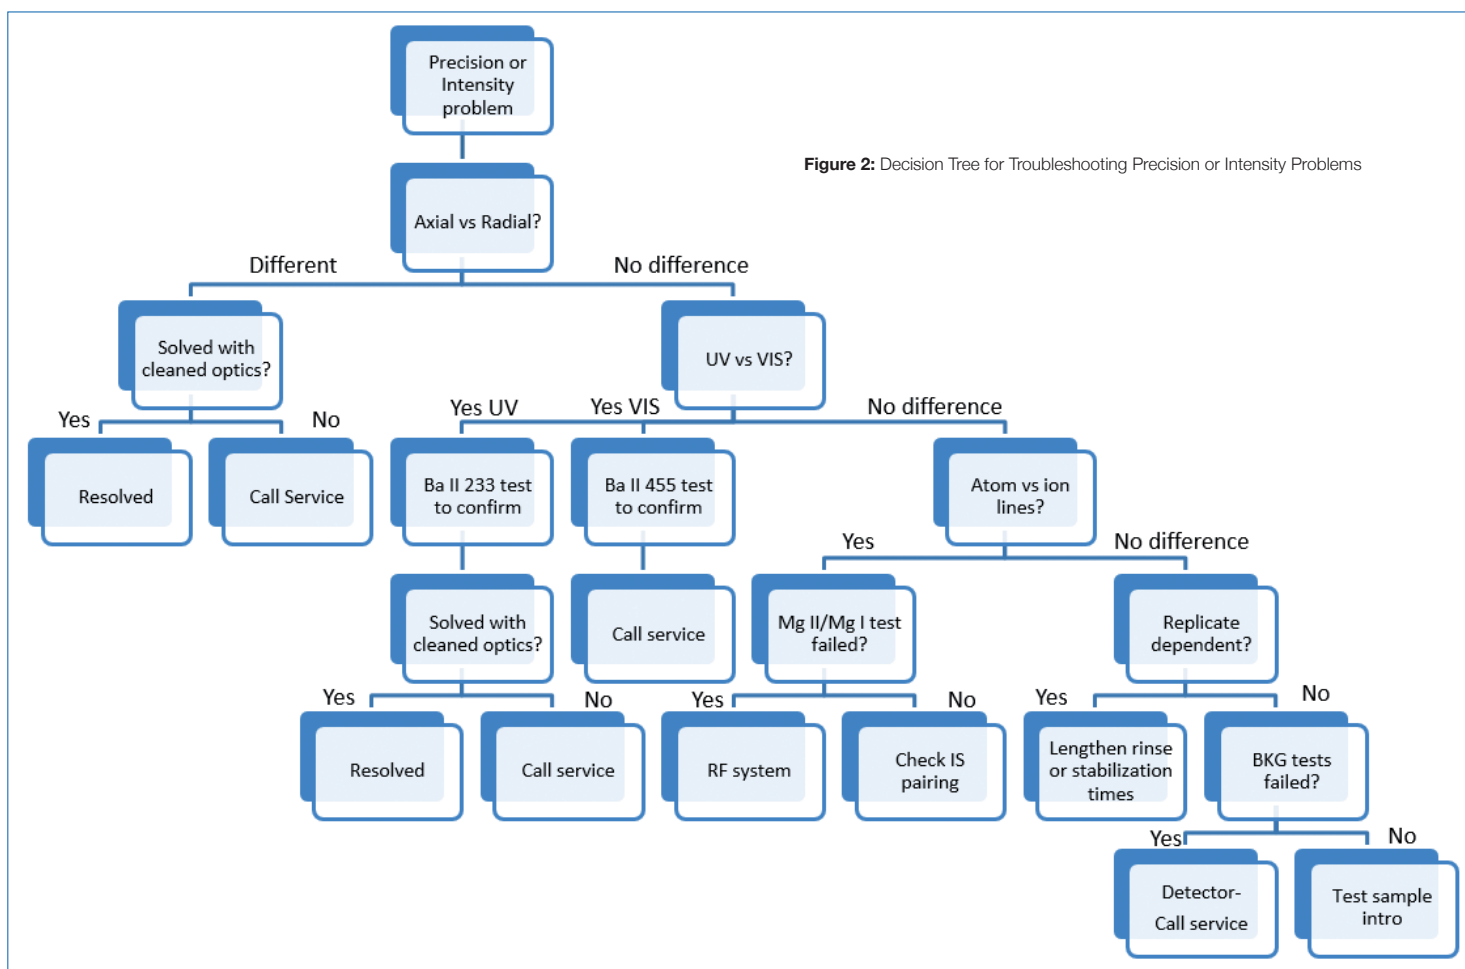 Precision or
Intensity
problem
Figure 2: Decision Tree for Troubleshooting Precision or Intensity Problems
Axial vs Radial?
Different
No difference
Solved with
cleaned optics?
UV vs VIS?
Yes
No
Yes UV
Yes VIS
No difference
Resolved
Call Service
Ba II 233 test
to confirm
Ba II 455 test
to confirm
Atom vs ion
lines?
Yes
No difference
Solved with
cleaned optics?
Call service
Mg II/Mg I test
failed?
Replicate
dependent?
Yes
No
Yes
No
Yes
No
Resolved
Call service
RF system
Check IS
pairing
Lengthen rinse
or stabilization
times
BKG tests
failed?
Yes
No
Detector-
Call service
Test sample
intro